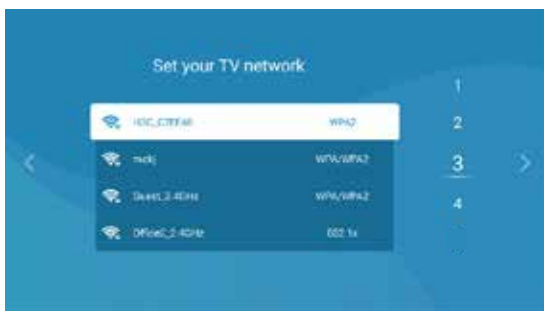 Set your TV network
WPA2
WPA/WPA2
Guest_2.4GHz WPA/WPA2
Office2_2.4GHz 802.1x
1
2
3
4